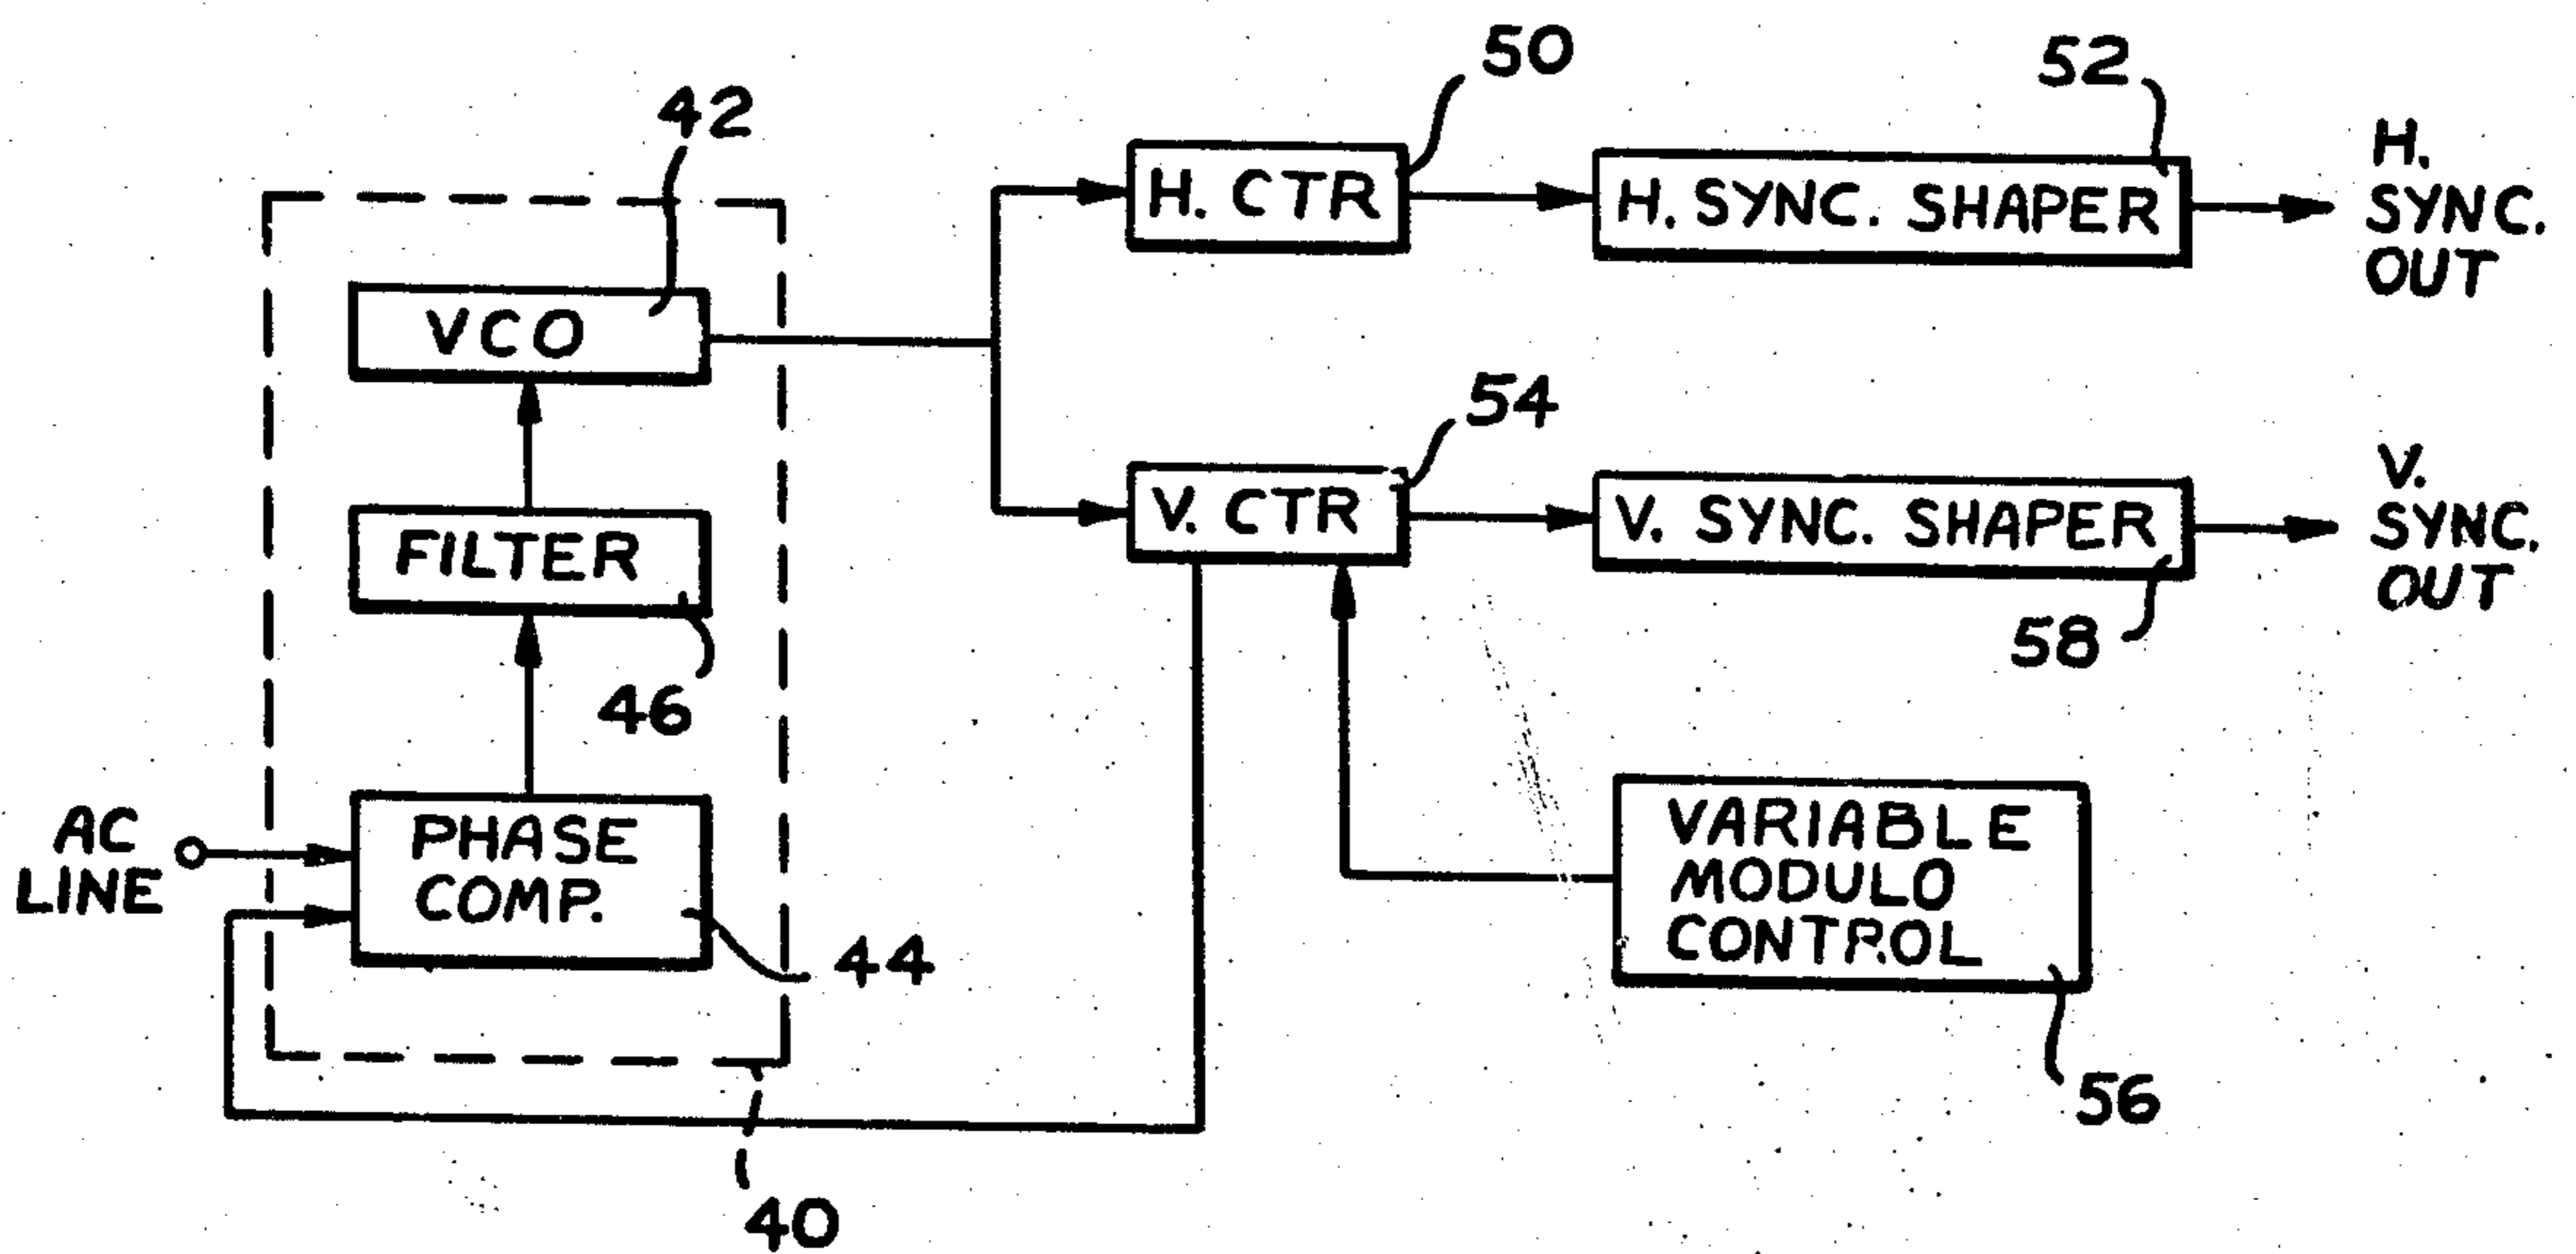 50
52
42
H.
SYNC.
OUT
H. CTR
H. SYNC. SHAPER
VCO
54
V.
SYNC.
OUT
V. CTR
V. SYNC. SHAPER
FILTER
58
46
AC
LINE
PHASE
COMP.
VARIABLE
MODULO
CONTROL
44
56
40